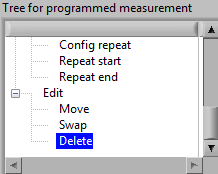 Tree for programmed measurement
Config repeat
Repeat start
Repeat end
Edit
Move
Swap
Delete